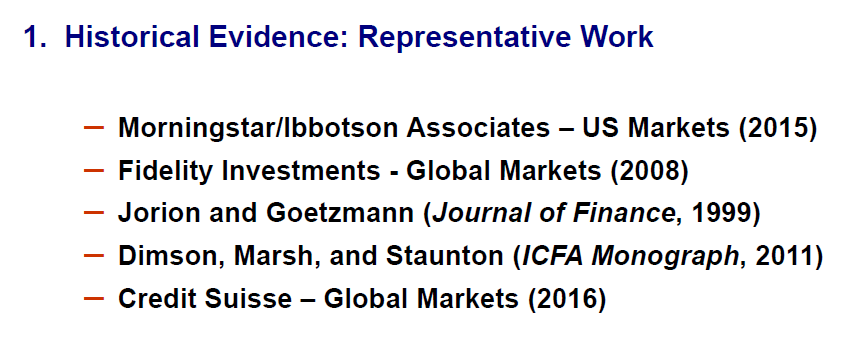 1. Historical Evidence: Representative Work
— Morningstar/Ibbotson Associates – US Markets (2015)
— Fidelity Investments - Global Markets (2008)
— Jorion and Goetzmann (Journal of Finance, 1999)
— Dimson, Marsh, and Staunton (ICFA Monograph, 2011)
— Credit Suisse – Global Markets (2016)